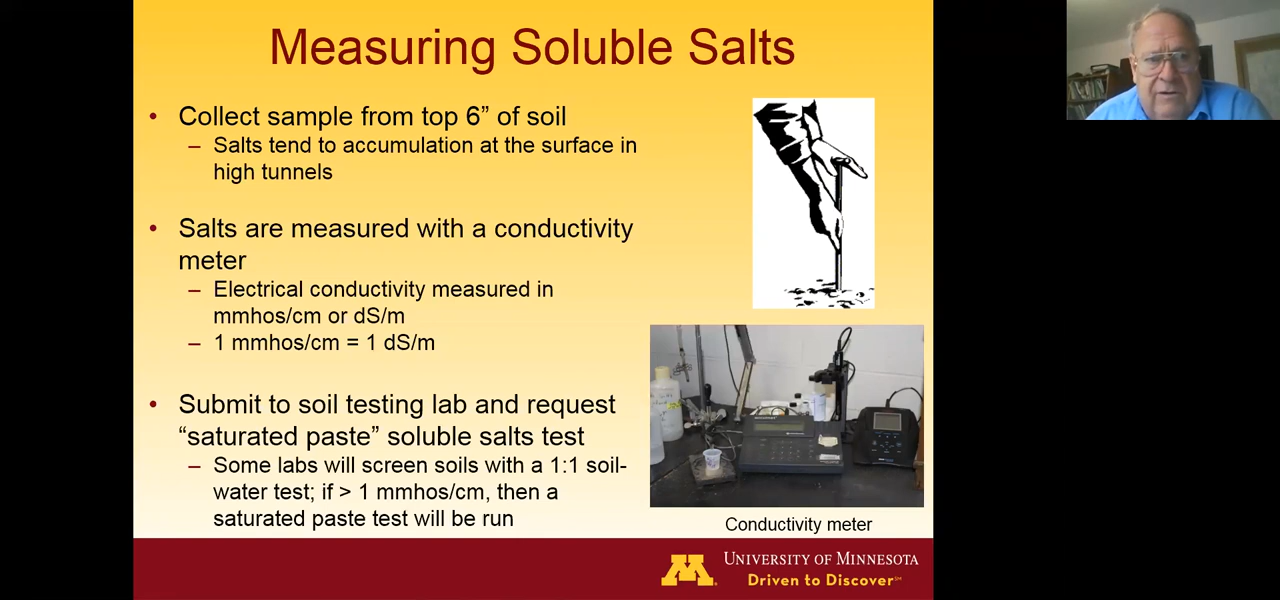 Measuring Soluble Salts
• Collect sample from top 6” of soil
– Salts tend to accumulation at the surface in
high tunnels
• Salts are measured with a conductivity
meter
– Electrical conductivity measured in
mmhos/cm or dS/m
– 1 mmhos/cm = 1 dS/m
• Submit to soil testing lab and request
“saturated paste” soluble salts test
– Some labs will screen soils with a 1:1 soil-
water test; if > 1 mmhos/cm, then a
saturated paste test will be run
Conductivity meter
M
UNIVERSITY OF MINNESOTA
Driven to Discover℠